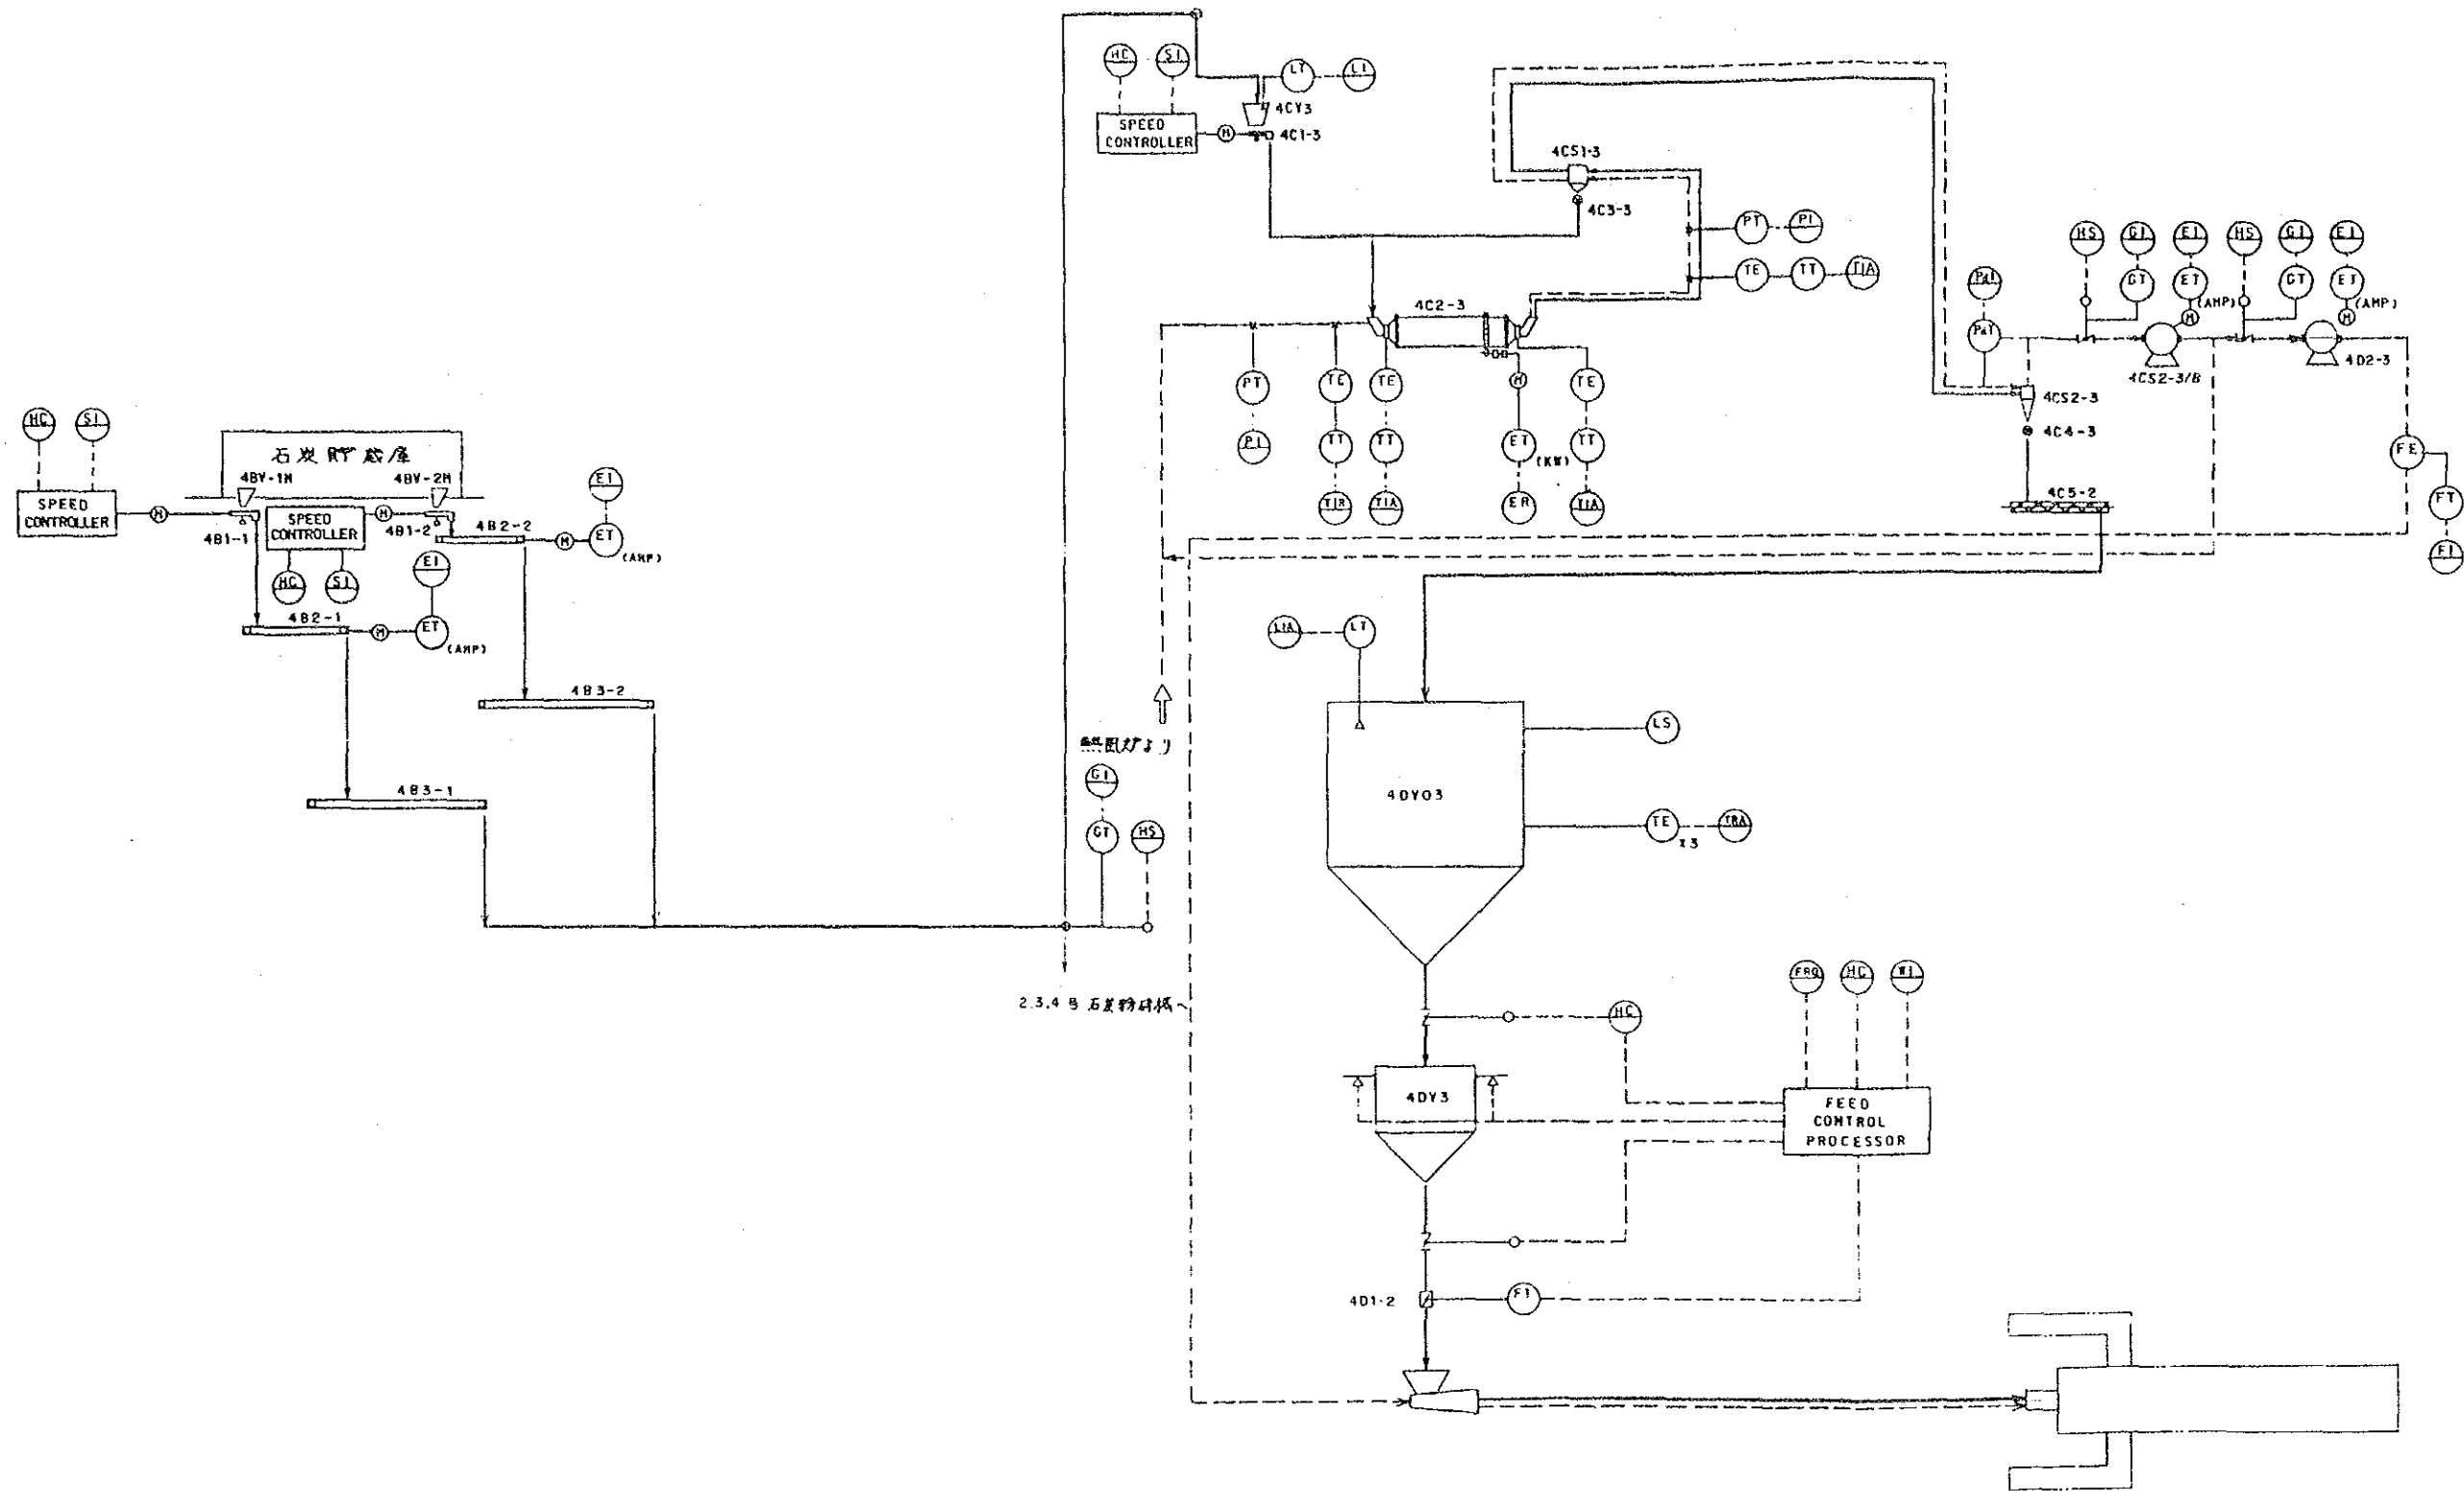 HC
SI
LT
LI
4CY3
SPEED
CONTROLLER
M
4C1-3
4CS1-3
4C3-3
PT
PI
TE
TT
TIA
4C2-3
PT
PI
TE
TT
TIR
TE
TT
TIA
M
ET
(KW)
ER
TE
TT
TIA
PdI
PdT
HS
GI
GT
EI
ET
(AMP)
M
HS
GI
GT
EI
ET
(AMP)
M
4CS2-3/B
4D2-3
4CS2-3
4C4-3
4C5-2
FE
FT
FI
HC
SI
石炭貯蔵庫
4BV-1M
4BV-2M
SPEED
CONTROLLER
M
4B1-1
SPEED
CONTROLLER
M
4B1-2
HC
SI
4B2-2
M
EI
ET
(AMP)
4B2-1
M
EI
ET
(AMP)
4B3-2
4B3-1
より
GI
GT
HS
2.3.4号 石炭粉砕機へ
LIA
LT
LS
4DY03
TE
x3
TRA
HC
FRQ
HC
WI
4DY3
FEED
CONTROL
PROCESSOR
4D1-2
FT